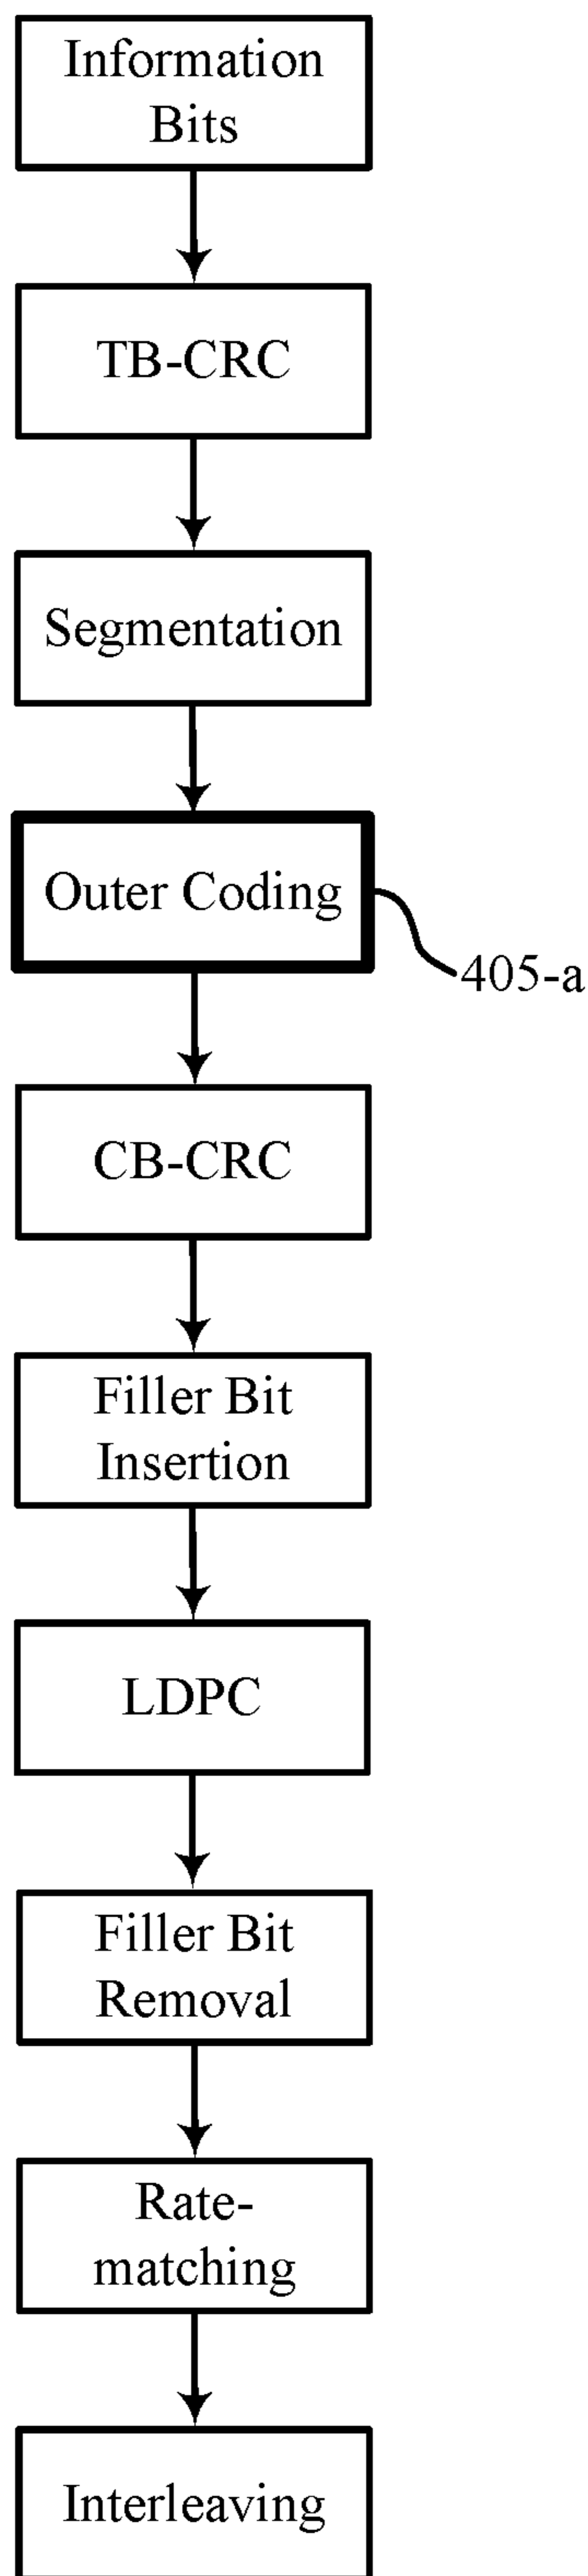 Information
Bits
TB-CRC
Segmentation
Outer Coding
405-a
CB-CRC
Filler Bit
Insertion
LDPC
Filler Bit
Removal
Rate-
matching
Interleaving